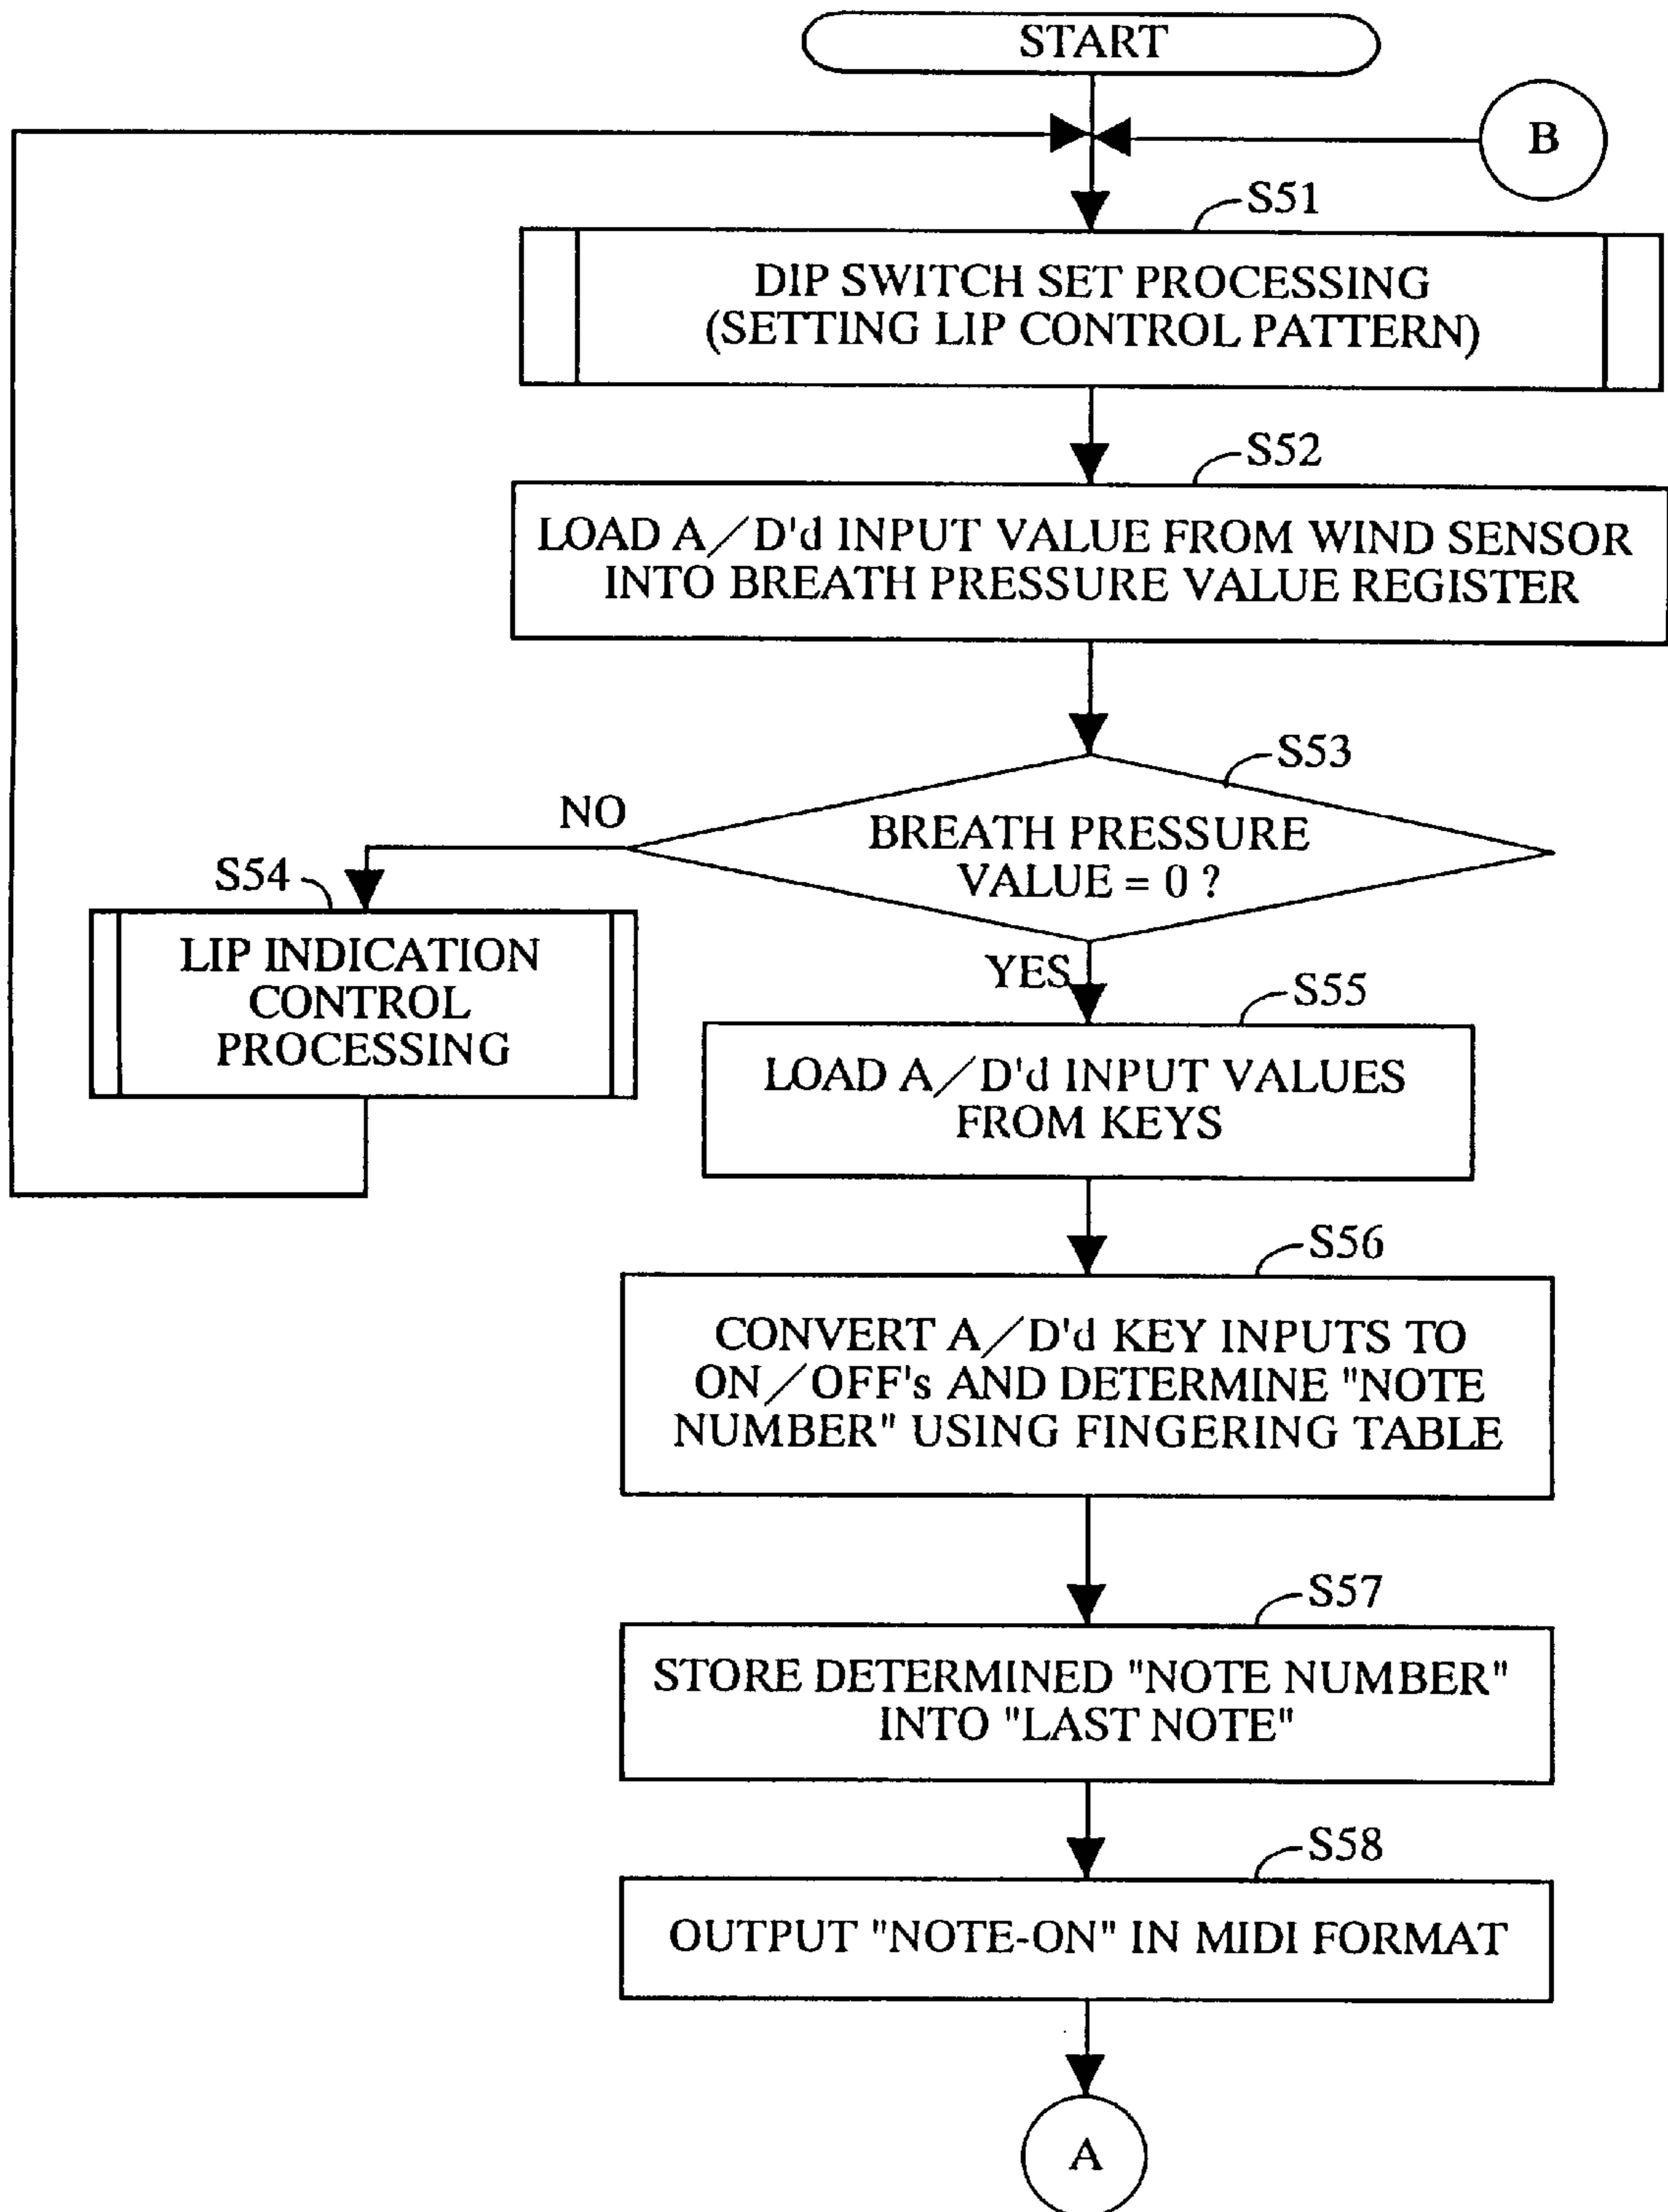 START
B
S51
DIP SWITCH SET PROCESSING
(SETTING LIP CONTROL PATTERN)
S52
LOAD A/D'd INPUT VALUE FROM WIND SENSOR
INTO BREATH PRESSURE VALUE REGISTER
S53
NO
BREATH PRESSURE
VALUE = 0 ?
S54
LIP INDICATION
CONTROL
PROCESSING
YES
S55
LOAD A/D'd INPUT VALUES
FROM KEYS
S56
CONVERT A/D'd KEY INPUTS TO
ON/OFF's AND DETERMINE "NOTE
NUMBER" USING FINGERING TABLE
S57
STORE DETERMINED "NOTE NUMBER"
INTO "LAST NOTE"
S58
OUTPUT "NOTE-ON" IN MIDI FORMAT
A